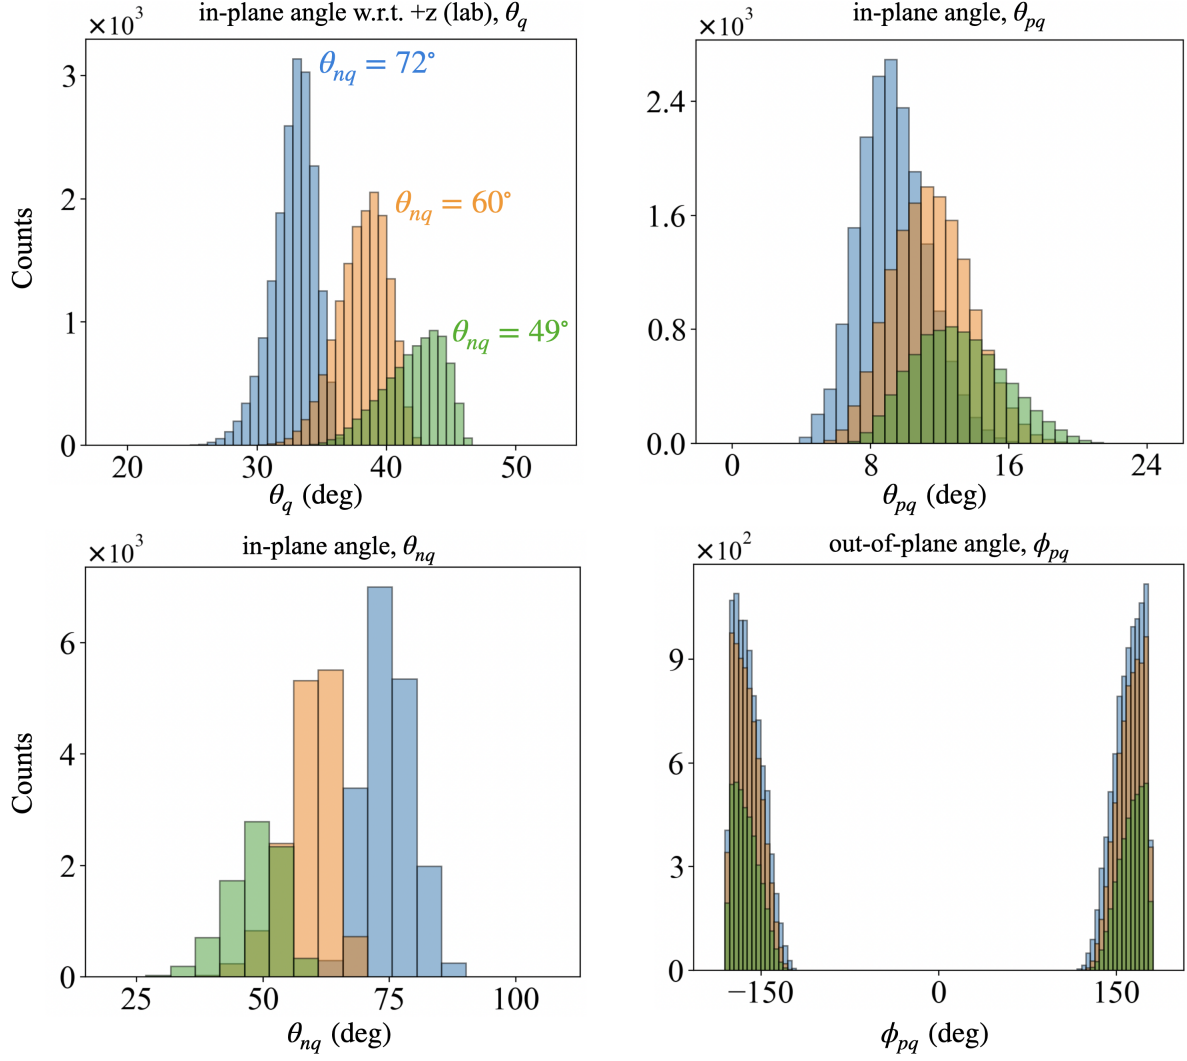 in-plane angle w.r.t. +z (lab), θq
×10³
θnq = 72°
θnq = 60°
θnq = 49°
3
2
1
0
Counts
20 30 40 50
θq (deg)
in-plane angle, θpq
×10³
2.4
1.6
0.8
0.0
0 8 16 24
θpq (deg)
in-plane angle, θnq
×10³
6
4
2
0
Counts
25 50 75 100
θnq (deg)
out-of-plane angle, ϕpq
×10²
9
6
3
0
−150 0 150
ϕpq (deg)